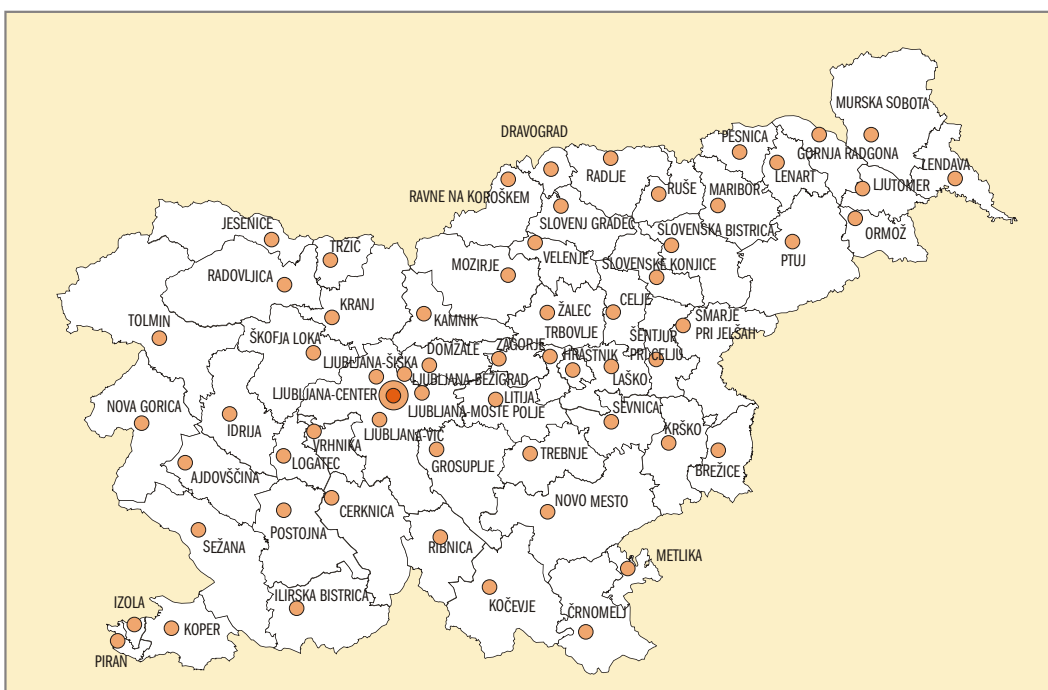 MURSKA SOBOTA
DRAVOGRAD
PESNICA
GORNJA RADGONA
LENDAVA
RADLJE
LENART
RAVNE NA KOROŠKEM
RUŠE
MARIBOR
LJUTOMER
SLOVENJ GRADEC
SLOVENSKA BISTRICA
ORMOŽ
JESENICE
TRŽIČ
VELENJE
PTUJ
MOZIRJE
SLOVENSKE KONJICE
RADOVLJICA
KRANJ
KAMNIK
ŽALEC
CELJE
ŠMARJE
PRI JELŠAH
TOLMIN
TRBOVLJE
ŠENTJUR
PRI CELJU
ŠKOFJA LOKA
DOMŽALE
ZAGORJE
HRASTNIK
LJUBLJANA-ŠIŠKA
LJUBLJANA-BEŽIGRAD
LAŠKO
LJUBLJANA-CENTER
LITIJA
NOVA GORICA
LJUBLJANA-MOSTE POLJE
SEVNICA
IDRIJA
LJUBLJANA-VIČ
KRŠKO
VRHNIKA
LOGATEC
GROSUPLJE
TREBNJE
BREŽICE
AJDOVŠČINA
CERKNICA
NOVO MESTO
POSTOJNA
SEŽANA
RIBNICA
METLIKA
ILIRSKA BISTRICA
KOČEVJE
IZOLA
ČRNOMELJ
KOPER
PIRAN